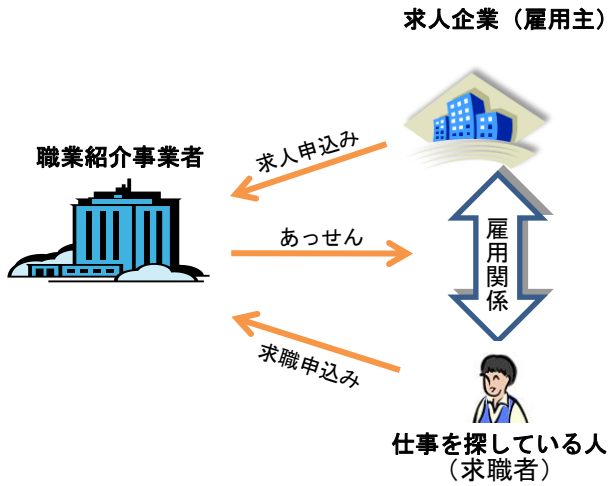 求人企業（雇用主）
職業紹介事業者
求人申込み
あっせん
雇用関係
求職申込み
仕事を探している人
（求職者）